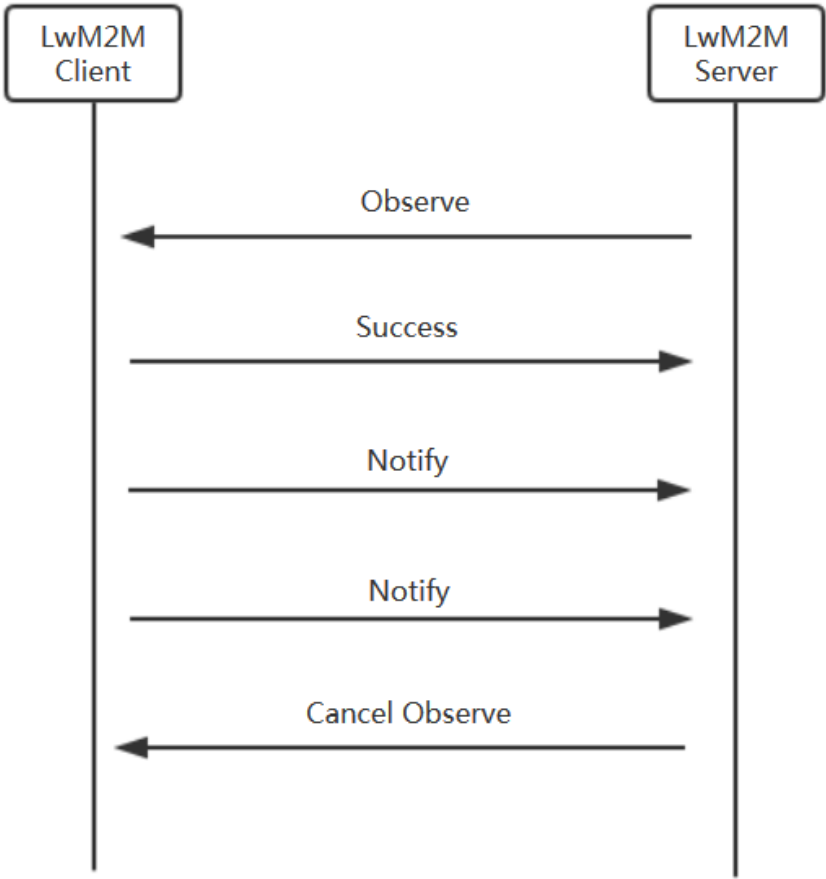 LwM2M
Client
LwM2M
Server
Observe
Success
Notify
Notify
Cancel Observe